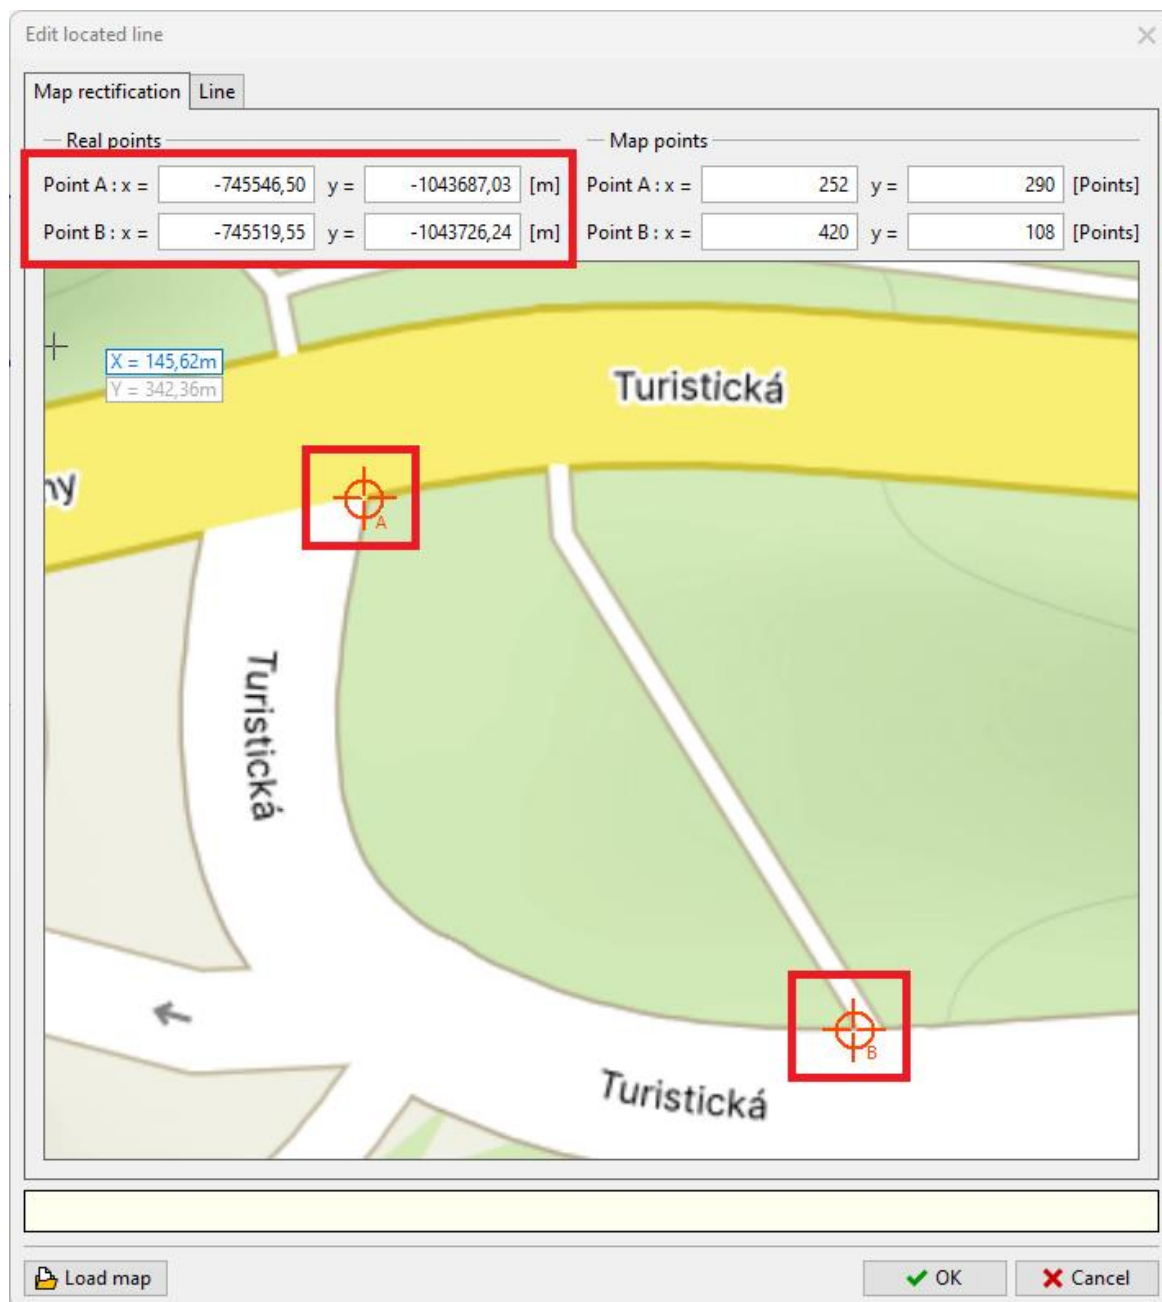 Edit located line
Map rectification Line
Real points Map points
Point A : x = -745546,50 y = -1043687,03 [m] Point A : x = 252 y = 290 [Points]
Point B : x = -745519,55 y = -1043726,24 [m] Point B : x = 420 y = 108 [Points]
X = 145,62m
Y = 342,36m
Turistická
ny
A
Turistická
B
Turistická
Load map OK Cancel